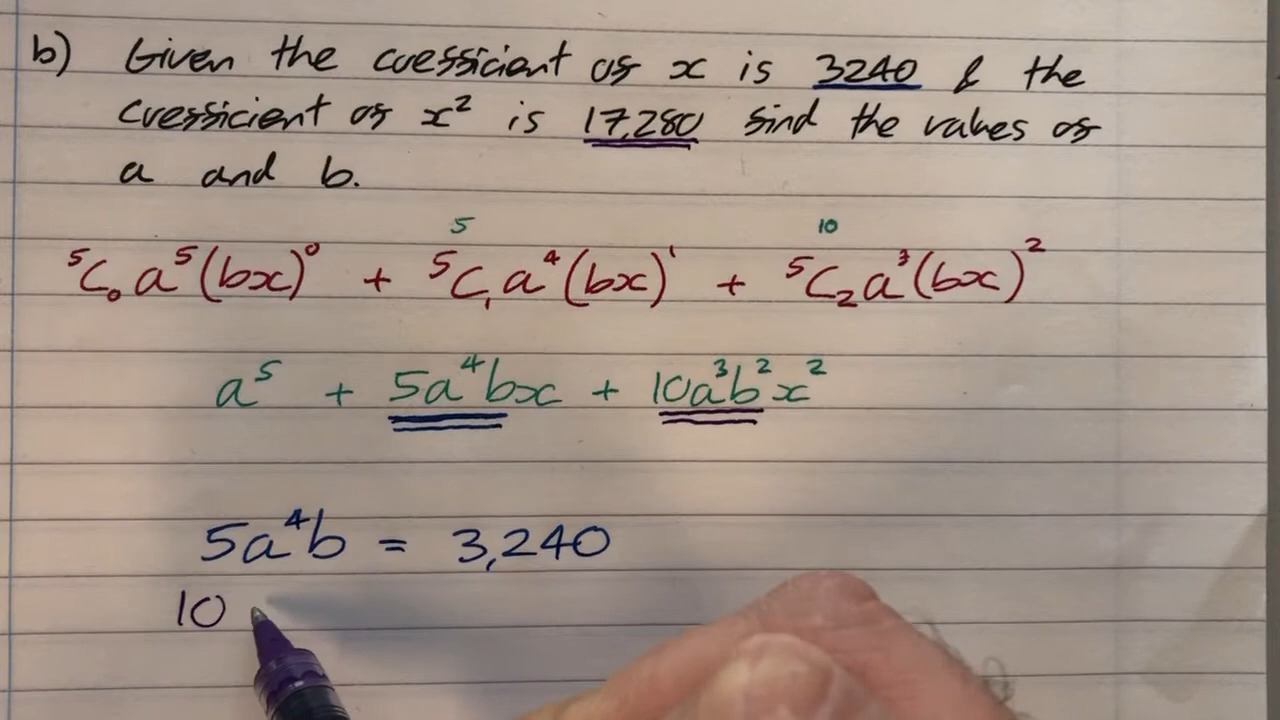 b) Given the coefficient of x is 3240 & the
coefficient of x² is 17,280 find the values of
a and b.
5 10
⁵C₀a⁵(bx)⁰ + ⁵C₁a⁴(bx)¹ + ⁵C₂a³(bx)²
a⁵ + 5a⁴bx + 10a³b²x²
5a⁴b = 3,240
10